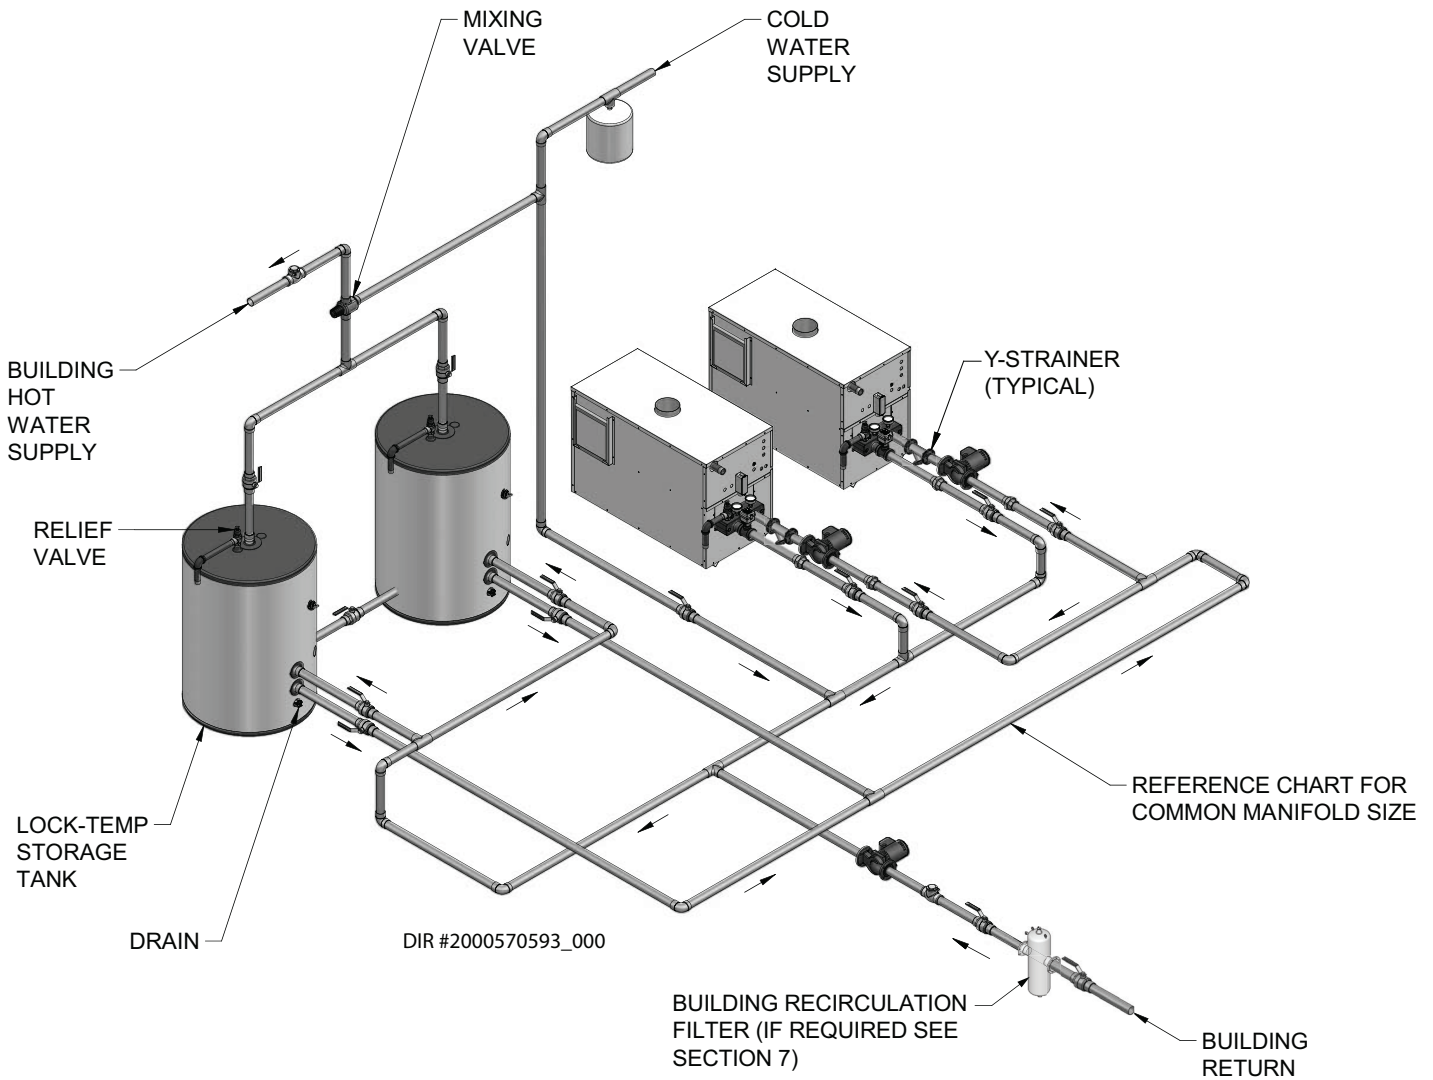 MIXING
VALVE
COLD
WATER
SUPPLY
BUILDING
HOT
WATER
SUPPLY
Y-STRAINER
(TYPICAL)
RELIEF
VALVE
LOCK-TEMP
STORAGE
TANK
DRAIN
DIR #2000570593_000
REFERENCE CHART FOR
COMMON MANIFOLD SIZE
BUILDING RECIRCULATION
FILTER (IF REQUIRED SEE
SECTION 7)
BUILDING
RETURN